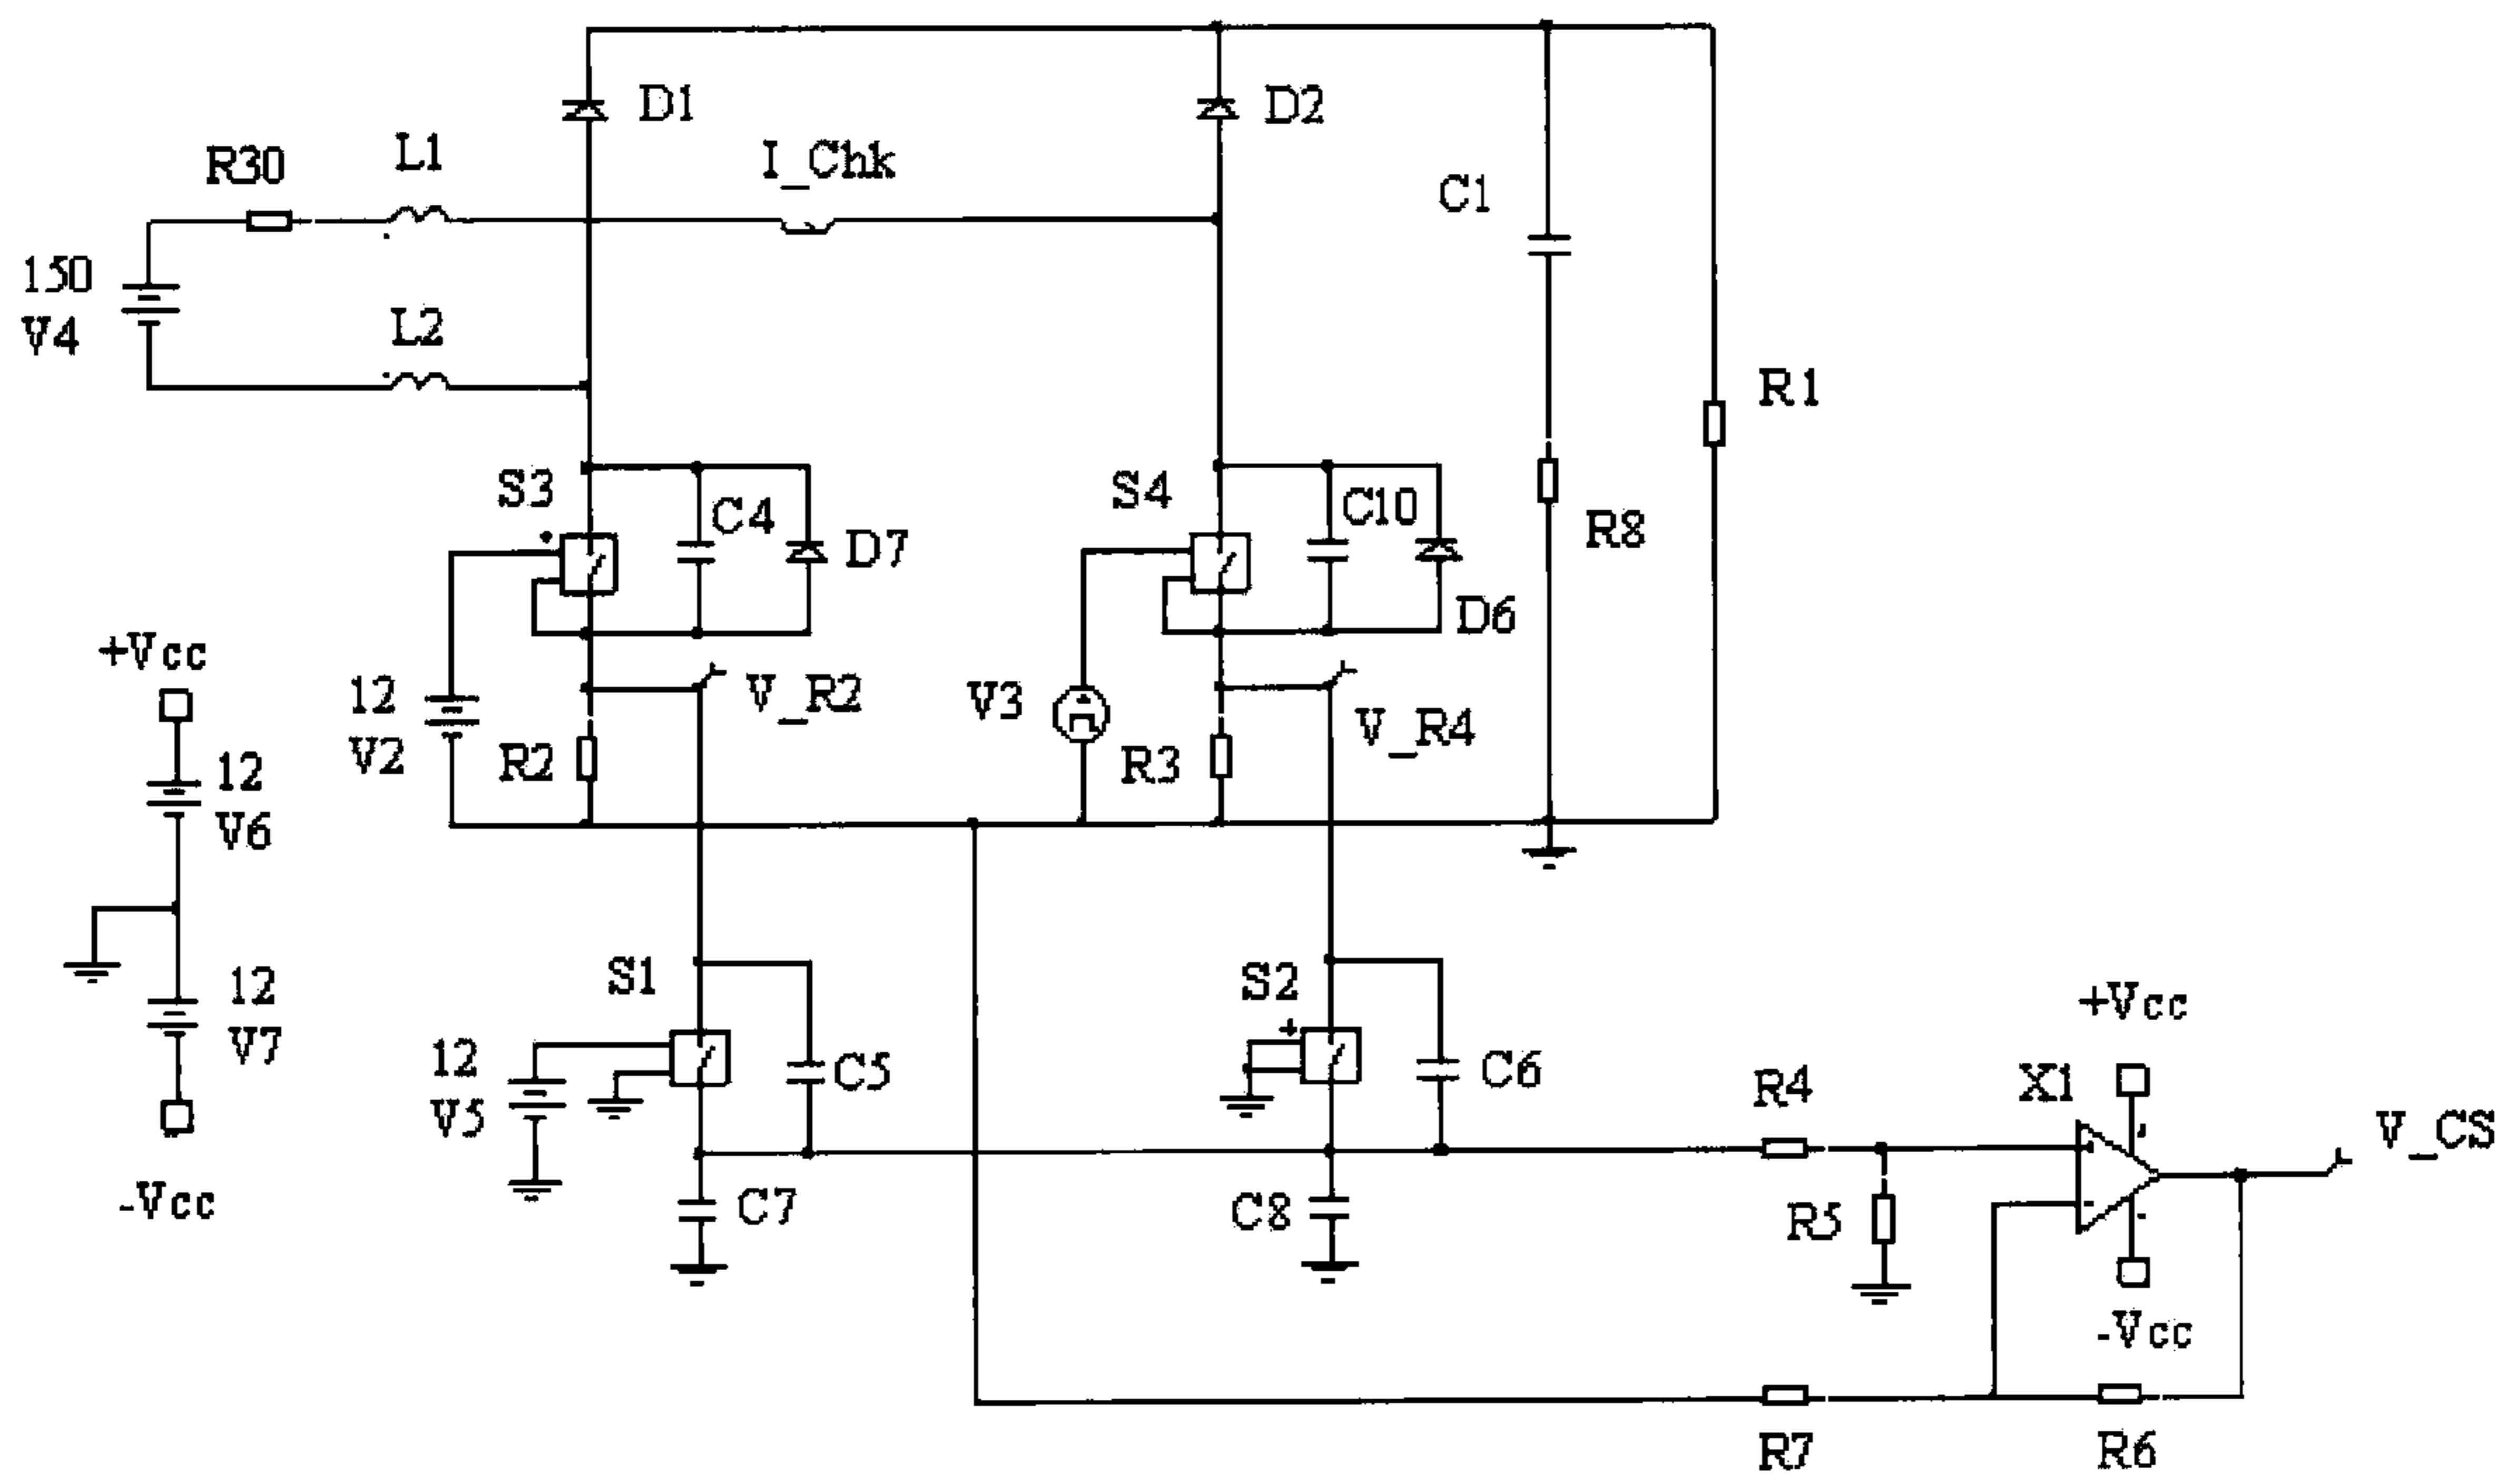 D1
D2
R30
L1
I_Chk
C1
150
V4
L2
R1
S3
C4
D7
S4
C10
R8
D6
+Vcc
12
V2
V_R2
V3
V_R4
R2
R3
12
V6
S1
S2
12
V7
+Vcc
12
V5
C5
C6
R4
X1
V_CS
-Vcc
C7
C8
R5
-Vcc
R7
R6